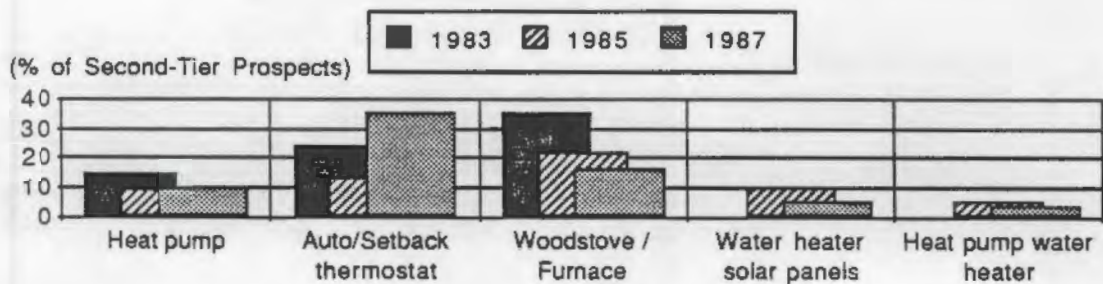 1983 1985 1987
(% of Second-Tier Prospects)
40
30
20
10
0
Heat pump
Auto/Setback
thermostat
Woodstove /
Furnace
Water heater
solar panels
Heat pump water
heater